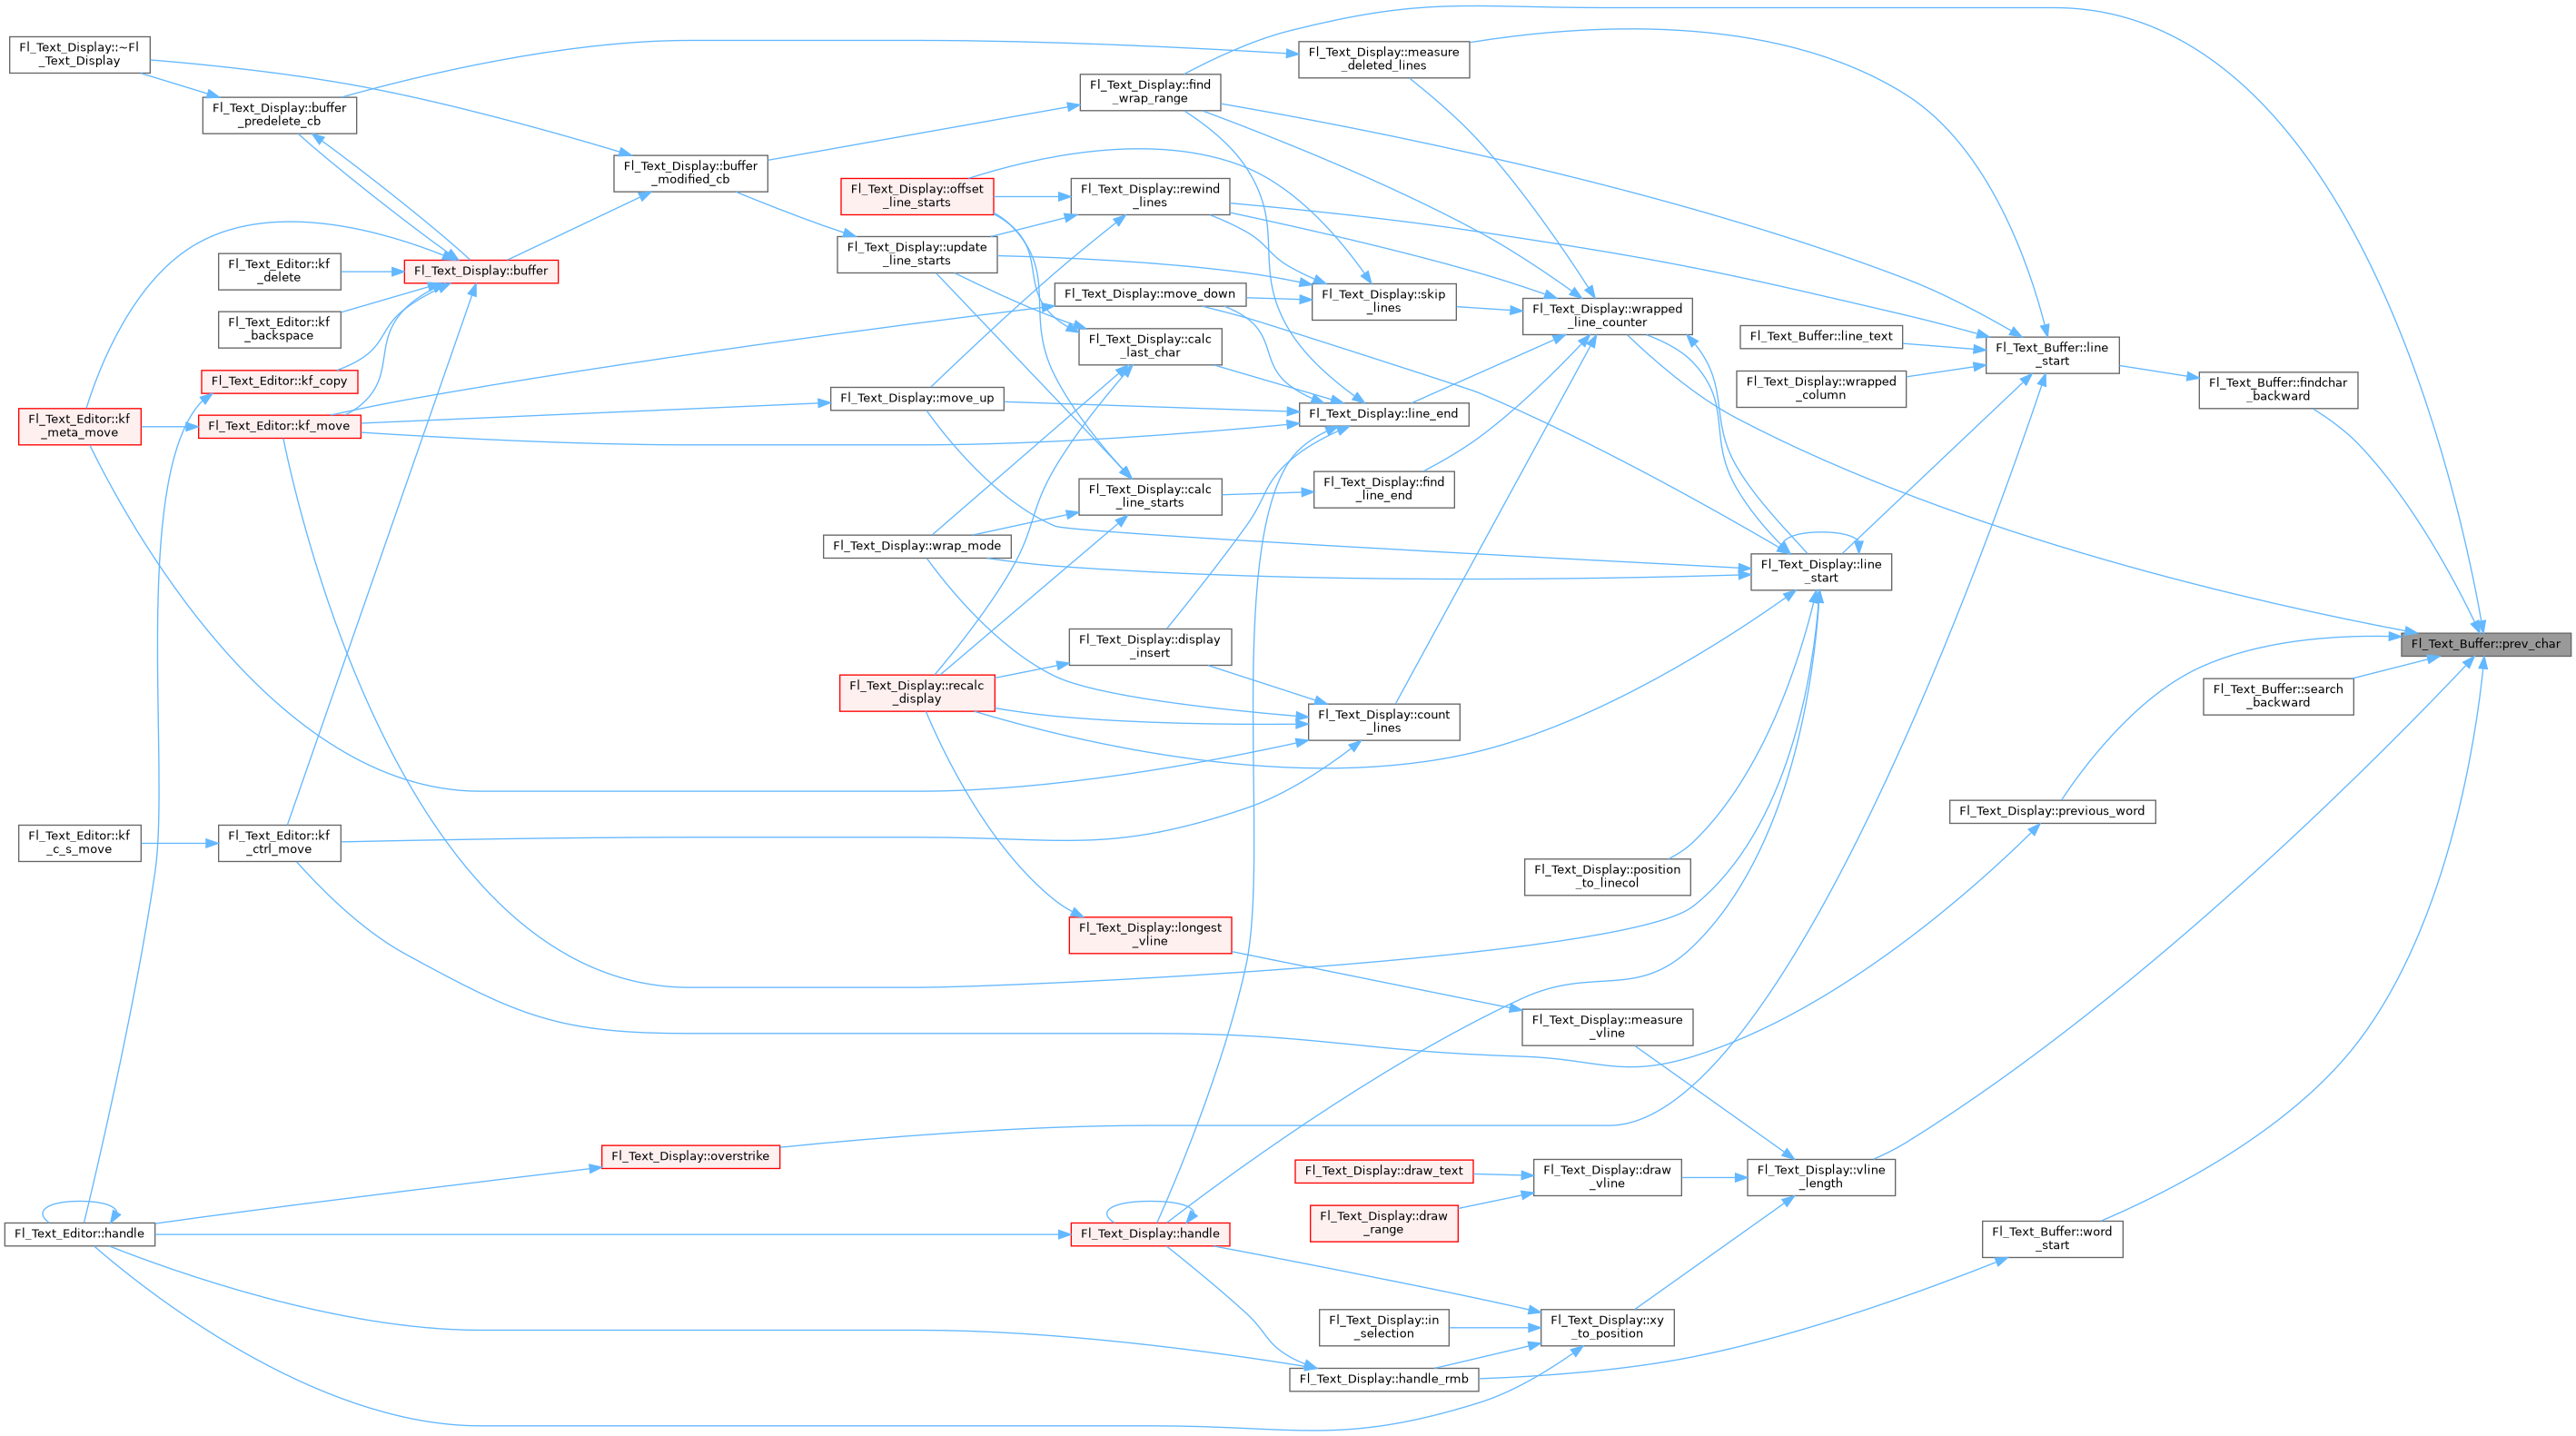 Fl_Text_Display::~Fl
_Text_Display
Fl_Text_Display::buffer
_predelete_cb
Fl_Text_Editor::kf
_delete
Fl_Text_Editor::kf
_backspace
Fl_Text_Editor::kf_copy
Fl_Text_Editor::kf
_meta_move
Fl_Text_Editor::kf_move
Fl_Text_Editor::kf
_c_s_move
Fl_Text_Editor::kf
_ctrl_move
Fl_Text_Editor::handle
Fl_Text_Display::buffer
Fl_Text_Display::buffer
_modified_cb
Fl_Text_Display::overstrike
Fl_Text_Display::offset
_line_starts
Fl_Text_Display::update
_line_starts
Fl_Text_Display::move_up
Fl_Text_Display::wrap_mode
Fl_Text_Display::recalc
_display
Fl_Text_Display::find
_wrap_range
Fl_Text_Display::rewind
_lines
Fl_Text_Display::move_down
Fl_Text_Display::calc
_last_char
Fl_Text_Display::calc
_line_starts
Fl_Text_Display::display
_insert
Fl_Text_Display::longest
_vline
Fl_Text_Display::handle
Fl_Text_Display::measure
_deleted_lines
Fl_Text_Display::skip
_lines
Fl_Text_Display::line_end
Fl_Text_Display::find
_line_end
Fl_Text_Display::count
_lines
Fl_Text_Display::draw_text
Fl_Text_Display::draw
_range
Fl_Text_Display::in
_selection
Fl_Text_Display::handle_rmb
Fl_Text_Display::wrapped
_line_counter
Fl_Text_Display::position
_to_linecol
Fl_Text_Display::measure
_vline
Fl_Text_Display::draw
_vline
Fl_Text_Display::xy
_to_position
Fl_Text_Buffer::line_text
Fl_Text_Display::wrapped
_column
Fl_Text_Display::line
_start
Fl_Text_Display::vline
_length
Fl_Text_Buffer::line
_start
Fl_Text_Display::previous_word
Fl_Text_Buffer::word
_start
Fl_Text_Buffer::findchar
_backward
Fl_Text_Buffer::search
_backward
Fl_Text_Buffer::prev_char